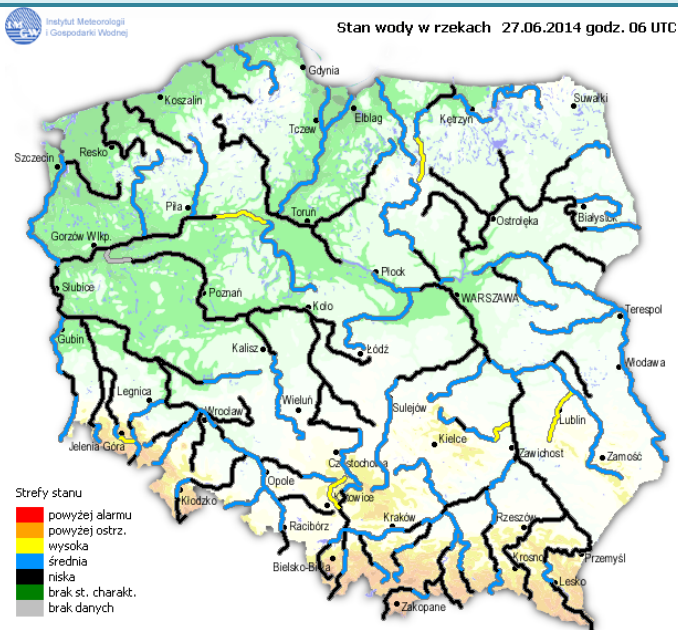 Instytut Meteorologii
i Gospodarki Wodnej
Stan wody w rzekach 27.06.2014 godz. 06 UTC
Gdynia
Koszalin
Suwałki
Elbląg
Kętrzyn
Tczew
Resko
Szczecin
Piła
Toruń
Ostrołęka
Białystok
Gorzów Wlkp.
Płock
Słubice
Poznań
WARSZAWA
Koło
Terespol
Gubin
Kalisz
Łódź
Włodawa
Legnica
Wieluń
Sulejów
Wrocław
Lublin
Jelenia Góra
Kielce
Zawichost
Zamość
Częstochowa
Opole
Strefy stanu
Kłodzko
Katowice
powyżej alarmu
Racibórz
Kraków
Rzeszów
powyżej ostrz.
wysoka
średnia
Bielsko-Biała
Krosno
Przemyśl
niska
Lesko
brak st. charakt.
brak danych
Zakopane